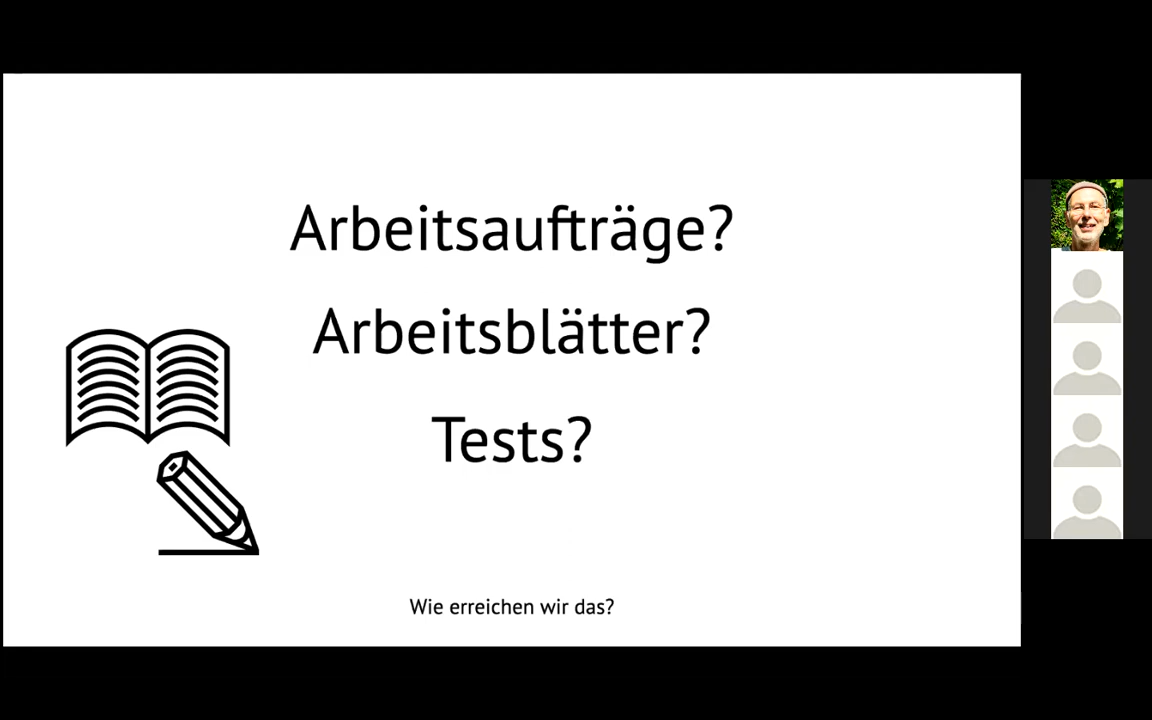 Arbeitsaufträge?
Arbeitsblätter?
Tests?
Wie erreichen wir das?